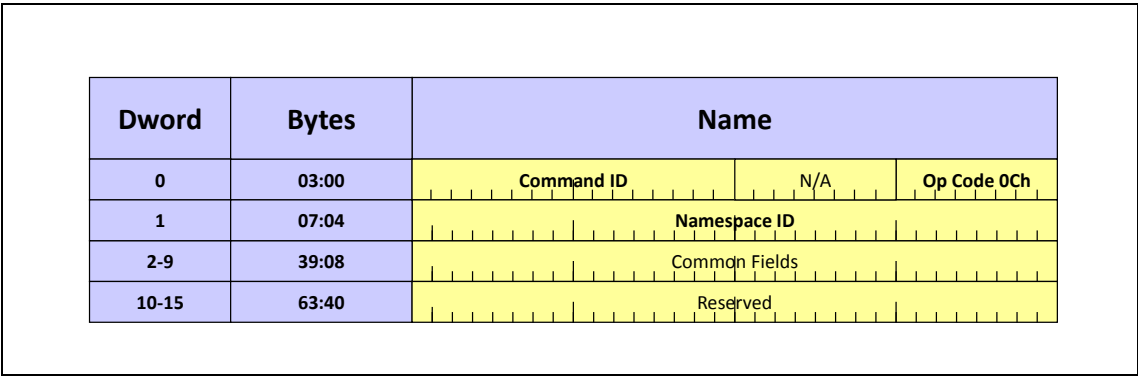 Dword Bytes Name
0 03:00 Command ID N/A Op Code 0Ch
1 07:04 Namespace ID
2-9 39:08 Common Fields
10-15 63:40 Reserved